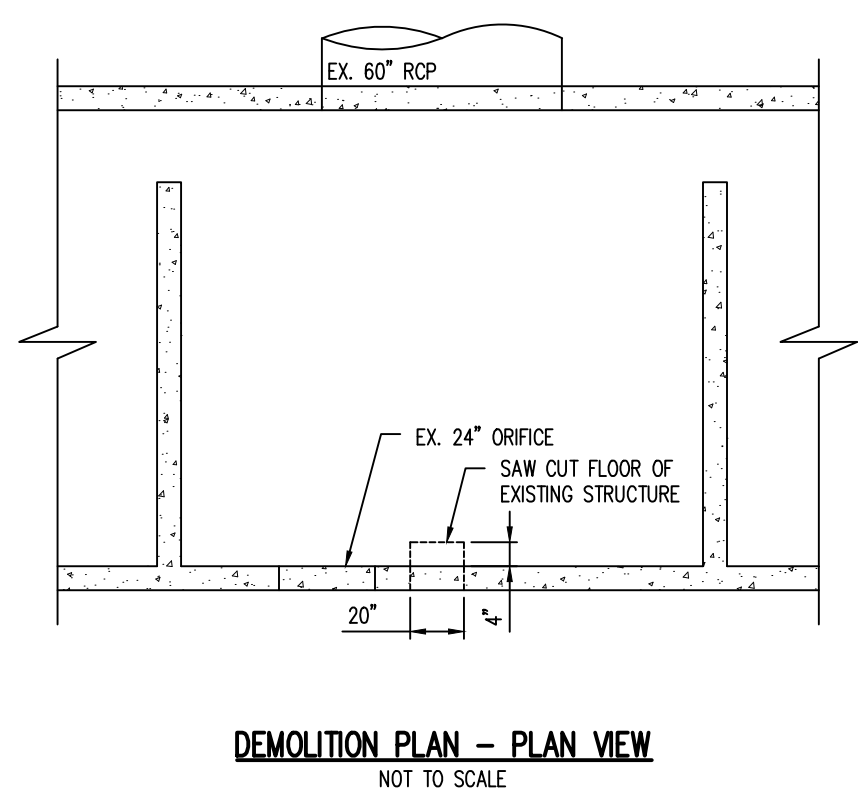 EX. 60" RCP
EX. 24" ORIFICE
SAW CUT FLOOR OF
EXISTING STRUCTURE
20"
4"
DEMOLITION PLAN – PLAN VIEW
NOT TO SCALE